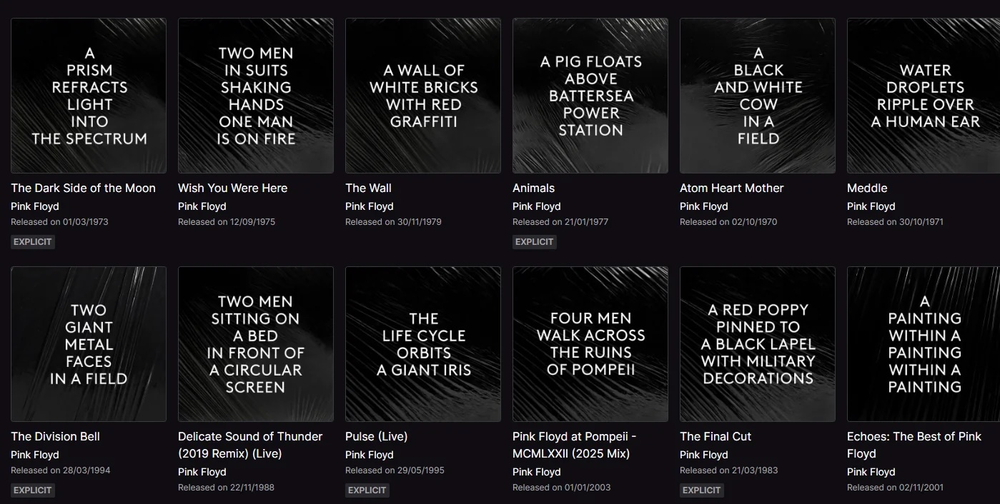 A
PRISM
REFRACTS
LIGHT
INTO
THE SPECTRUM
The Dark Side of the Moon
Pink Floyd
Released on 01/03/1973
EXPLICIT
TWO MEN
IN SUITS
SHAKING
HANDS
ONE MAN
IS ON FIRE
Wish You Were Here
Pink Floyd
Released on 12/09/1975
A WALL OF
WHITE BRICKS
WITH RED
GRAFFITI
The Wall
Pink Floyd
Released on 30/11/1979
A PIG FLOATS
ABOVE
BATTERSEA
POWER
STATION
Animals
Pink Floyd
Released on 21/01/1977
EXPLICIT
A
BLACK
AND WHITE
COW
IN A
FIELD
Atom Heart Mother
Pink Floyd
Released on 02/10/1970
WATER
DROPLETS
RIPPLE OVER
A HUMAN EAR
Meddle
Pink Floyd
Released on 30/10/1971
TWO
GIANT
METAL
FACES
IN A FIELD
The Division Bell
Pink Floyd
Released on 28/03/1994
EXPLICIT
TWO MEN
SITTING ON
A BED
IN FRONT OF
A CIRCULAR
SCREEN
Delicate Sound of Thunder
(2019 Remix) (Live)
Pink Floyd
Released on 22/11/1988
THE
LIFE CYCLE
ORBITS
A GIANT IRIS
Pulse (Live)
Pink Floyd
Released on 29/05/1995
EXPLICIT
FOUR MEN
WALK ACROSS
THE RUINS
OF POMPEII
Pink Floyd at Pompeii -
MCMLXXII (2025 Mix)
Pink Floyd
Released on 01/01/2003
A RED POPPY
PINNED TO
A BLACK LAPEL
WITH MILITARY
DECORATIONS
The Final Cut
Pink Floyd
Released on 21/03/1983
EXPLICIT
A
PAINTING
WITHIN A
PAINTING
WITHIN A
PAINTING
Echoes: The Best of Pink
Floyd
Pink Floyd
Released on 02/11/2001